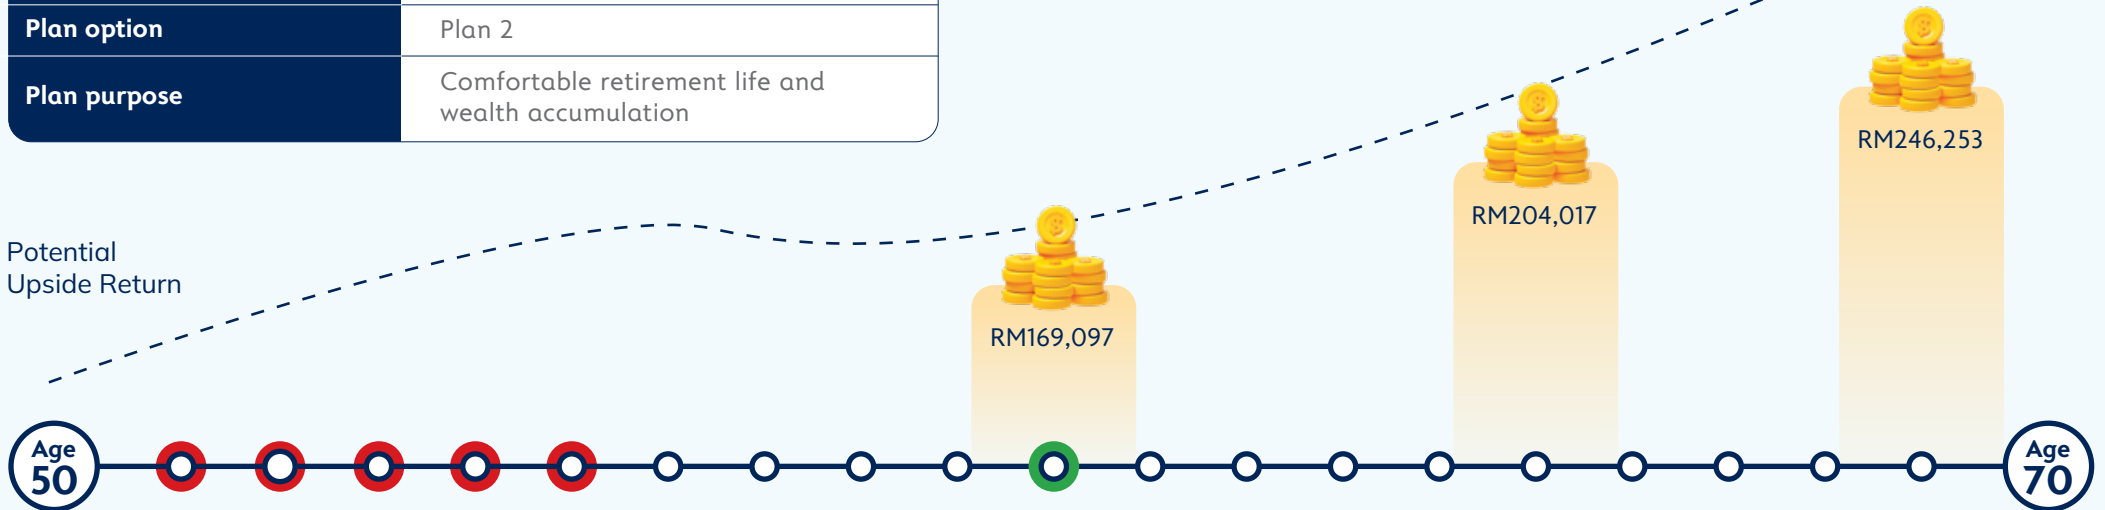 Plan option
Plan 2
Plan purpose
Comfortable retirement life and
wealth accumulation
RM246,253
RM204,017
Potential
Upside Return
RM169,097
Age
50
Age
70